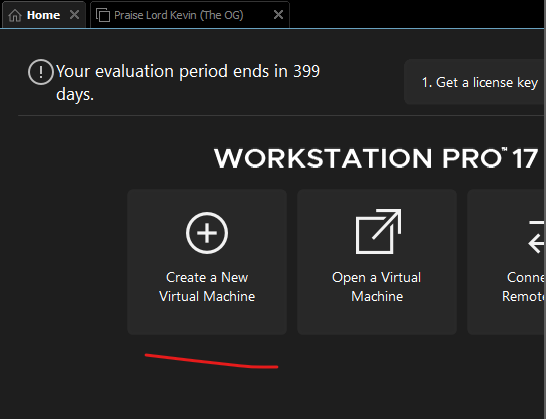 Home
Praise Lord Kevin (The OG)
Your evaluation period ends in 399
days.
1. Get a license key
WORKSTATION PRO™ 17
Create a New
Virtual Machine
Open a Virtual
Machine
Conne
Remot